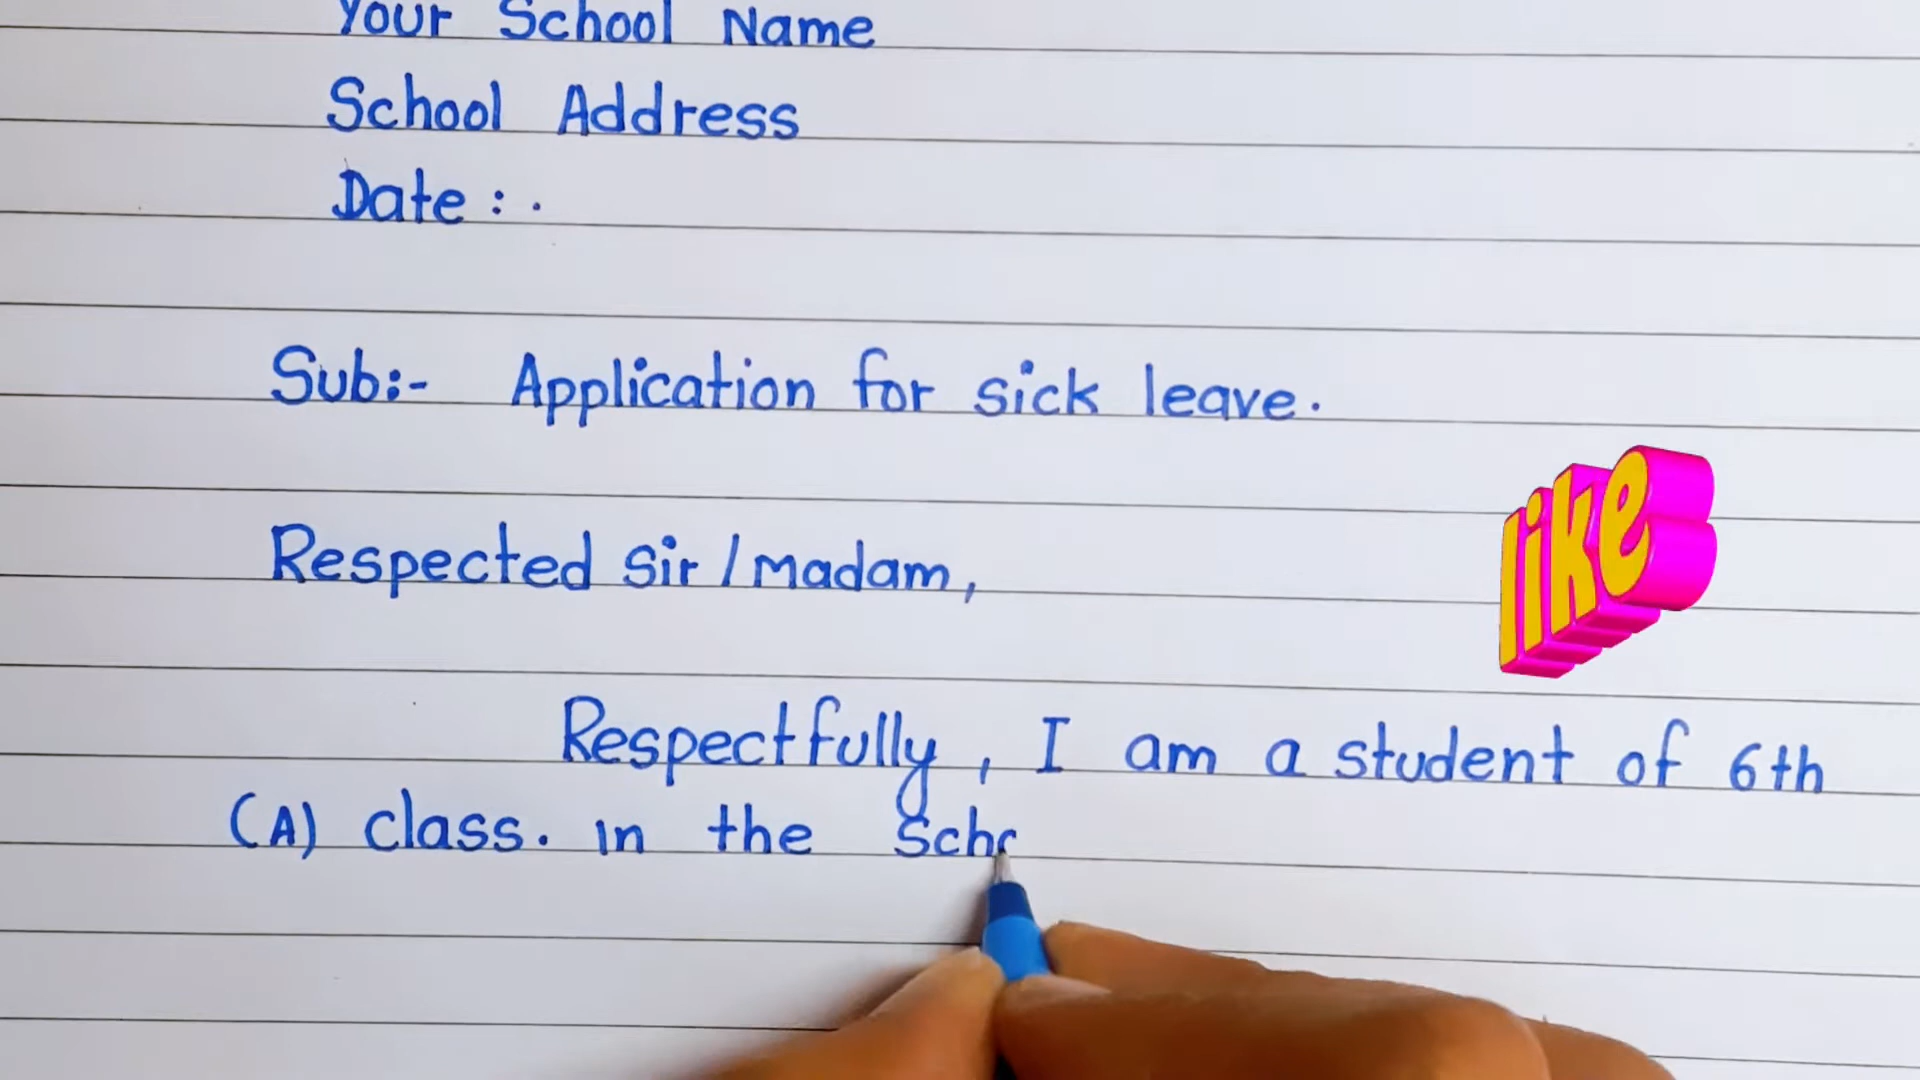 Your School Name
School Address
Date : .
Sub:- Application for sick leave.
Respected Sir / Madam,
like
Respectfully, I am a student of 6th
(A) class. in the